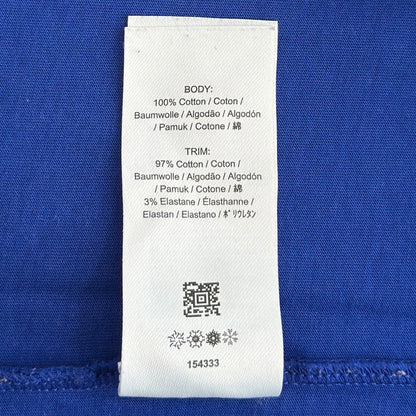 BODY:
100% Cotton / Coton /
Baumwolle / Algodão / Algodón
/ Pamuk / Cotone / 綿
TRIM:
97% Cotton / Coton /
Baumwolle / Algodão / Algodón
/ Pamuk / Cotone / 綿
3% Elastane / Élasthanne /
Elastan / Elastano / ﾎﾟﾘｳﾚﾀﾝ
154333